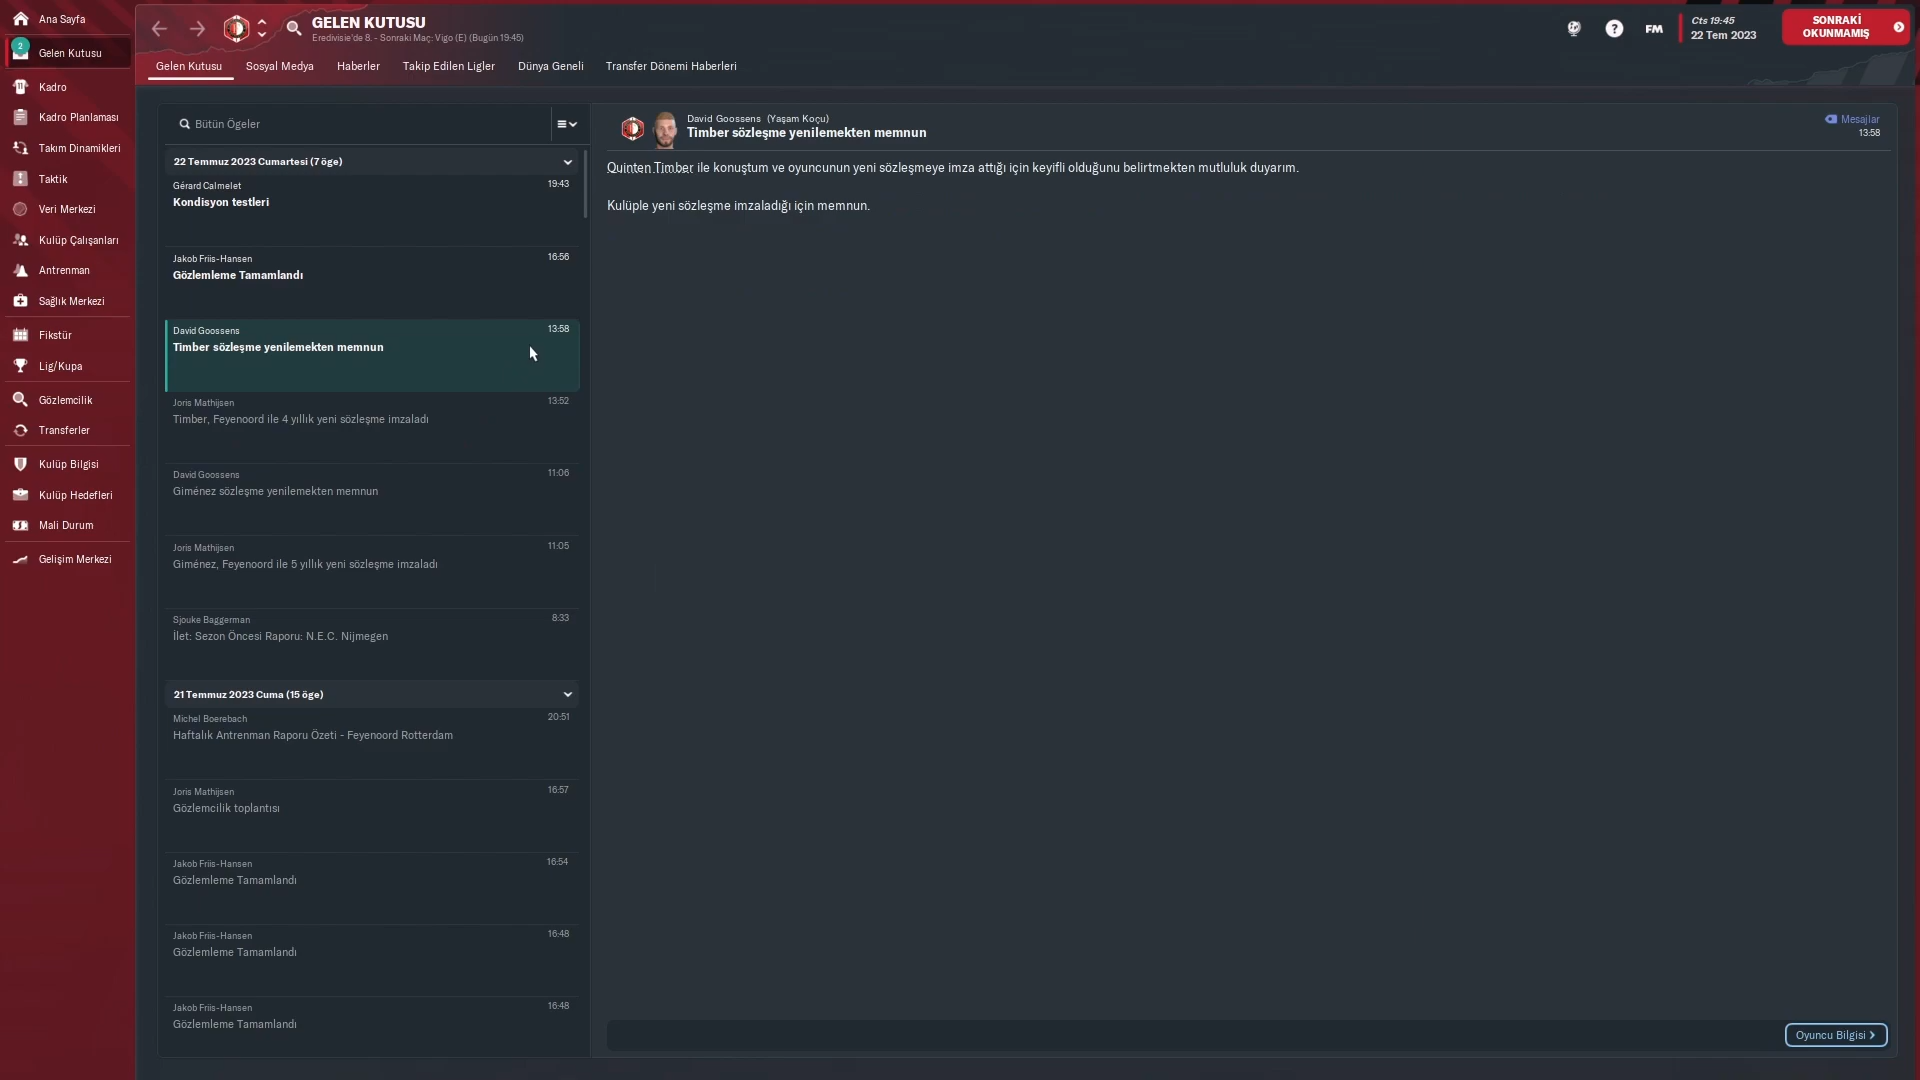 Ana Sayfa
2
Gelen Kutusu
Kadro
Kadro Planlaması
Takım Dinamikleri
Taktik
Veri Merkezi
Kulüp Çalışanları
Antrenman
Sağlık Merkezi
Fikstür
Lig/Kupa
Gözlemcilik
Transferler
Kulüp Bilgisi
Kulüp Hedefleri
Mali Durum
Gelişim Merkezi
GELEN KUTUSU
Eredivisie'de 8. - Sonraki Maç: Vigo (E) (Bugün 19:45)
FM
Cts 19:45
22 Tem 2023
SONRAKİ
OKUNMAMIŞ
Gelen Kutusu Sosyal Medya Haberler Takip Edilen Ligler Dünya Geneli Transfer Dönemi Haberleri
Bütün Ögeler
22 Temmuz 2023 Cumartesi (7 öge)
Gérard Calmelet 19:43
Kondisyon testleri
Jakob Friis-Hansen 16:56
Gözlemleme Tamamlandı
David Goossens 13:58
Timber sözleşme yenilemekten memnun
Joris Mathijsen 13:52
Timber, Feyenoord ile 4 yıllık yeni sözleşme imzaladı
David Goossens 11:06
Giménez sözleşme yenilemekten memnun
Joris Mathijsen 11:05
Giménez, Feyenoord ile 5 yıllık yeni sözleşme imzaladı
Sjouke Baggerman 8:33
İlet: Sezon Öncesi Raporu: N.E.C. Nijmegen
21 Temmuz 2023 Cuma (15 öge)
Michel Boerebach 20:51
Haftalık Antrenman Raporu Özeti - Feyenoord Rotterdam
Joris Mathijsen 16:57
Gözlemcilik toplantısı
Jakob Friis-Hansen 16:54
Gözlemleme Tamamlandı
Jakob Friis-Hansen 16:48
Gözlemleme Tamamlandı
Jakob Friis-Hansen 16:48
Gözlemleme Tamamlandı
David Goossens (Yaşam Koçu)
Timber sözleşme yenilemekten memnun
Mesajlar
13:58
Quinten Timber ile konuştum ve oyuncunun yeni sözleşmeye imza attığı için keyifli olduğunu belirtmekten mutluluk duyarım.
Kulüple yeni sözleşme imzaladığı için memnun.
Oyuncu Bilgisi